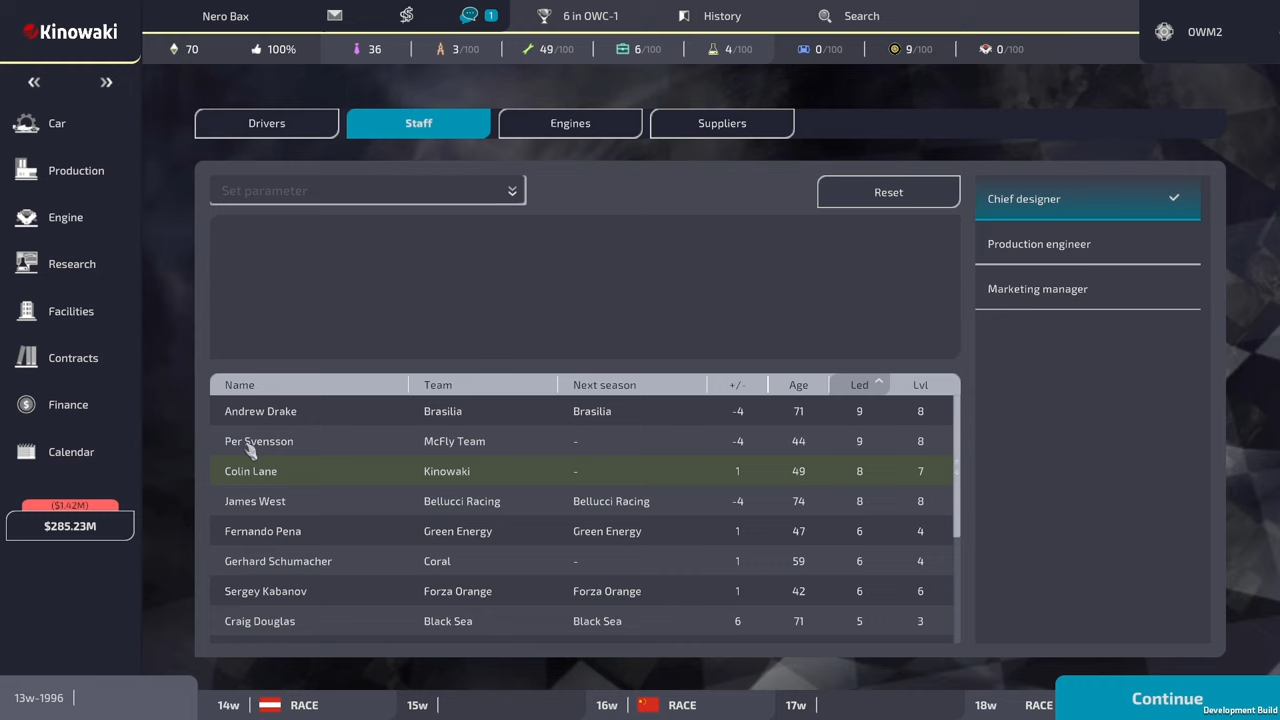 Kinowaki
Nero Bax
1
6 in OWC-1
History
Search
OWM2
70
100%
36
3/100
49/100
6/100
4/100
0/100
9/100
0/100
Car
Production
Engine
Research
Facilities
Contracts
Finance
Calendar
($1.42M)
$285.23M
Drivers
Staff
Engines
Suppliers
Set parameter
Reset
Chief designer
Production engineer
Marketing manager
Name Team Next season +/- Age Led Lvl
Andrew Drake Brasilia Brasilia -4 71 9 8
Per Svensson McFly Team - -4 44 9 8
Colin Lane Kinowaki - 1 49 8 7
James West Bellucci Racing Bellucci Racing -4 74 8 8
Fernando Pena Green Energy Green Energy 1 47 6 4
Gerhard Schumacher Coral - 1 59 6 4
Sergey Kabanov Forza Orange Forza Orange 1 42 6 6
Craig Douglas Black Sea Black Sea 6 71 5 3
13w-1996
14w RACE 15w 16w RACE 17w 18w RACE
Continue
Development Build